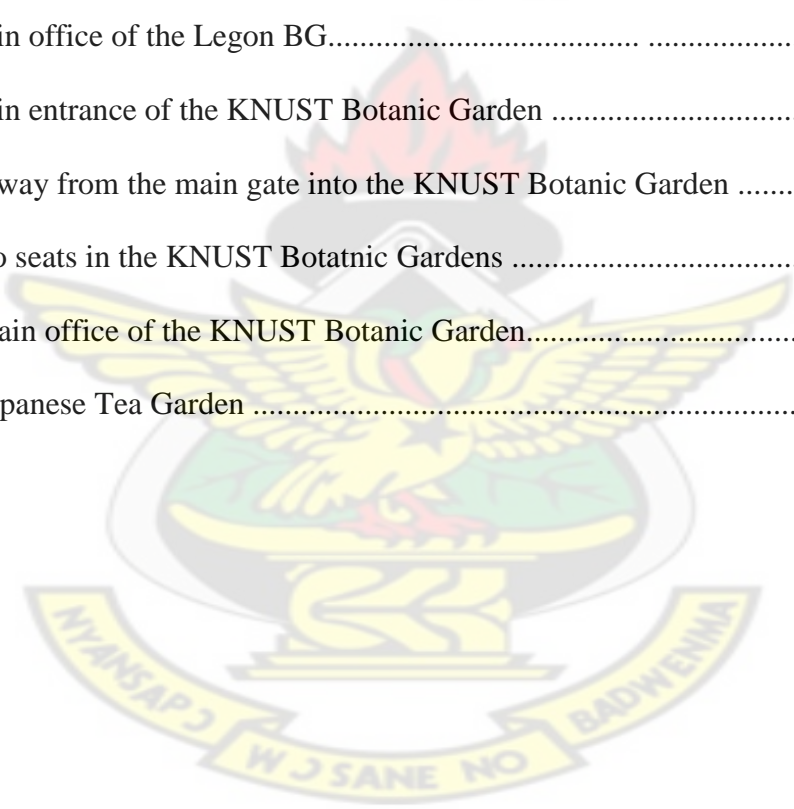 in office of the Legon BG....................................... ..................
in entrance of the KNUST Botanic Garden ..............................
way from the main gate into the KNUST Botanic Garden .......
o seats in the KNUST Botatnic Gardens ...................................
ain office of the KNUST Botanic Garden.................................
panese Tea Garden ....................................................................
NYANSAPƆ WƆSANE NO BADWENMA